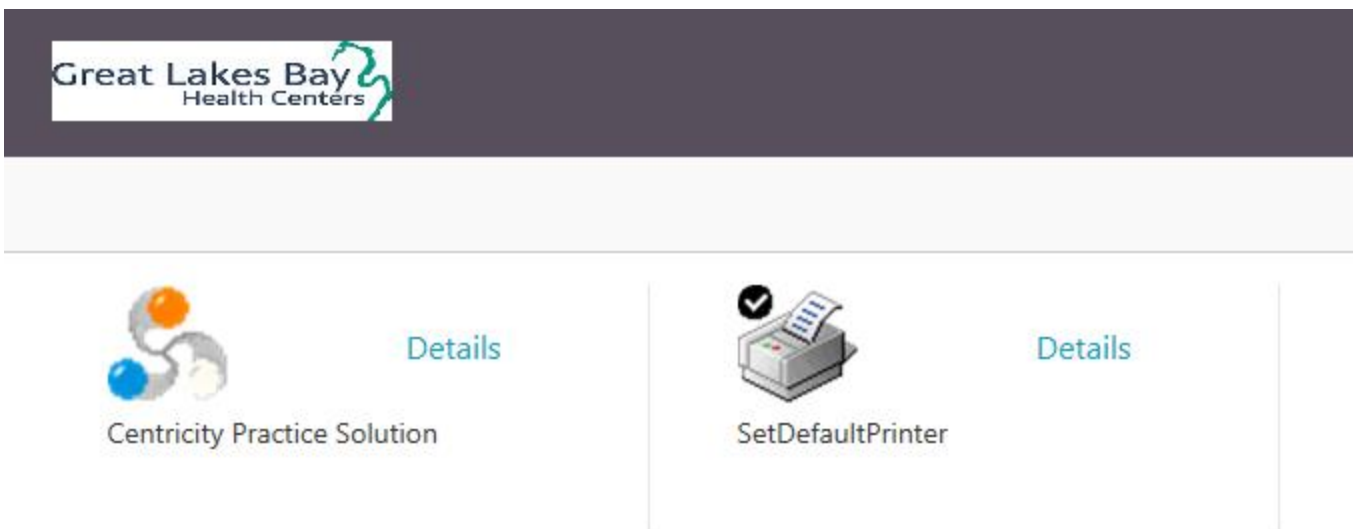 Great Lakes Bay
Health Centers
Details
Details
Centricity Practice Solution
SetDefaultPrinter